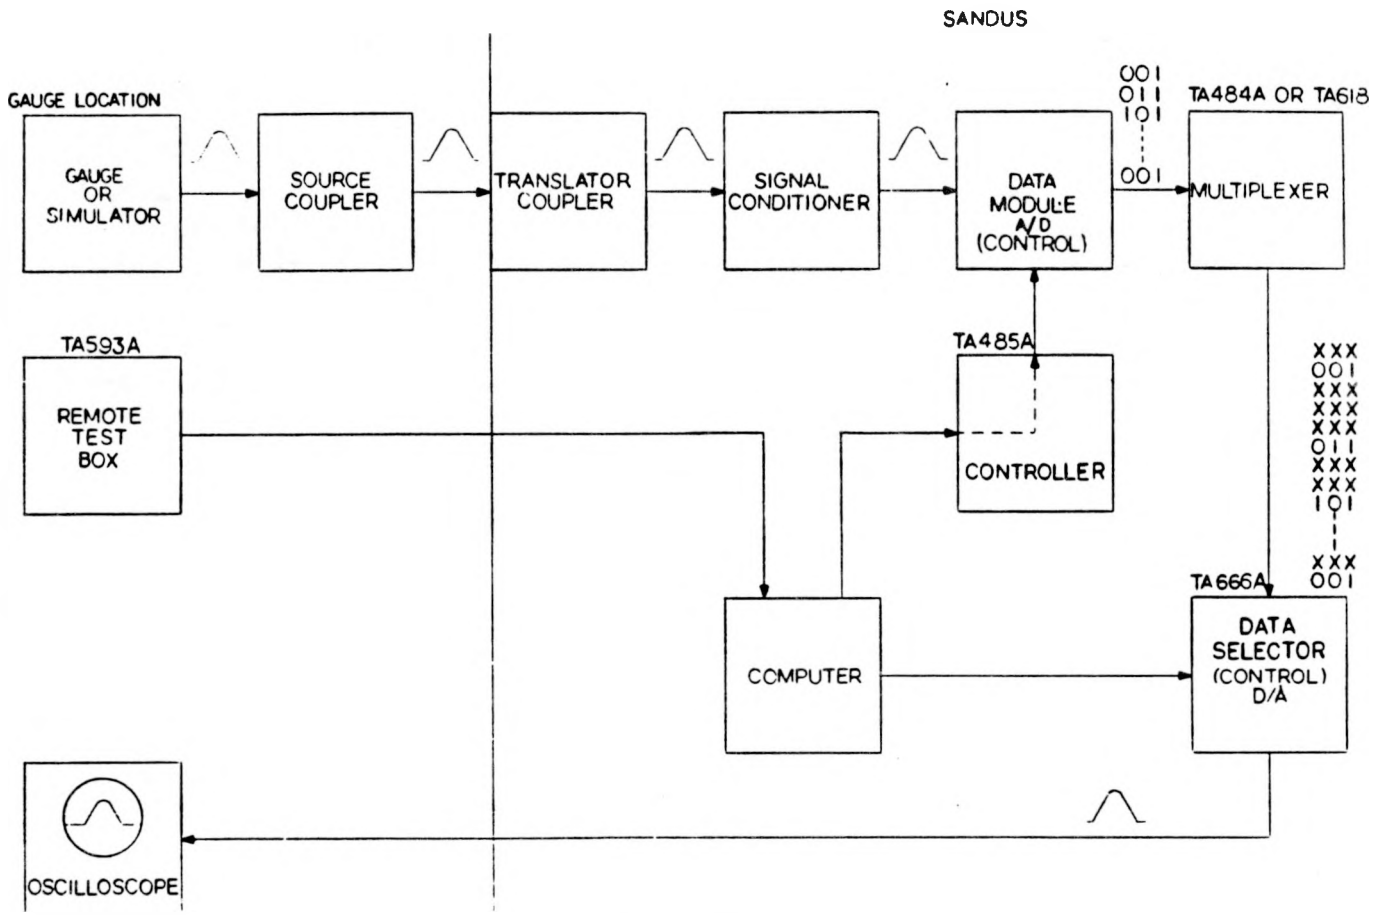 SANDUS
GAUGE LOCATION
GAUGE
OR
SIMULATOR
SOURCE
COUPLER
TRANSLATOR
COUPLER
SIGNAL
CONDITIONER
DATA
MODULE
A/D
(CONTROL)
001
011
101
001
TA484A OR TA618
MULTIPLEXER
TA593A
REMOTE
TEST
BOX
TA485A
CONTROLLER
XXX
001
XXX
XXX
XXX
011
XXX
XXX
101
XXX
001
COMPUTER
TA666A
DATA
SELECTOR
(CONTROL)
D/A
OSCILLOSCOPE